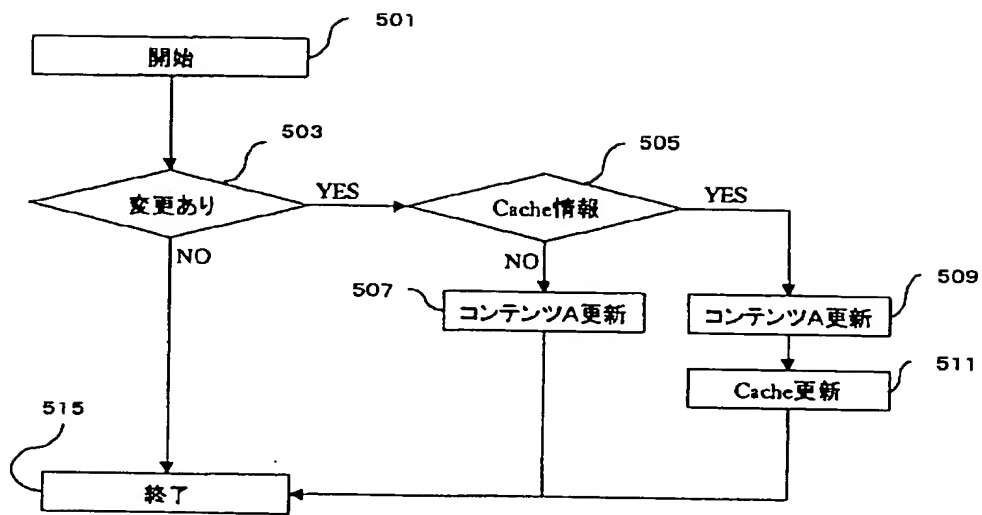 501
開始
503
505
変更あり
YES
Cache情報
YES
NO
NO
507
コンテンツA更新
509
コンテンツA更新
511
Cache更新
515
終了